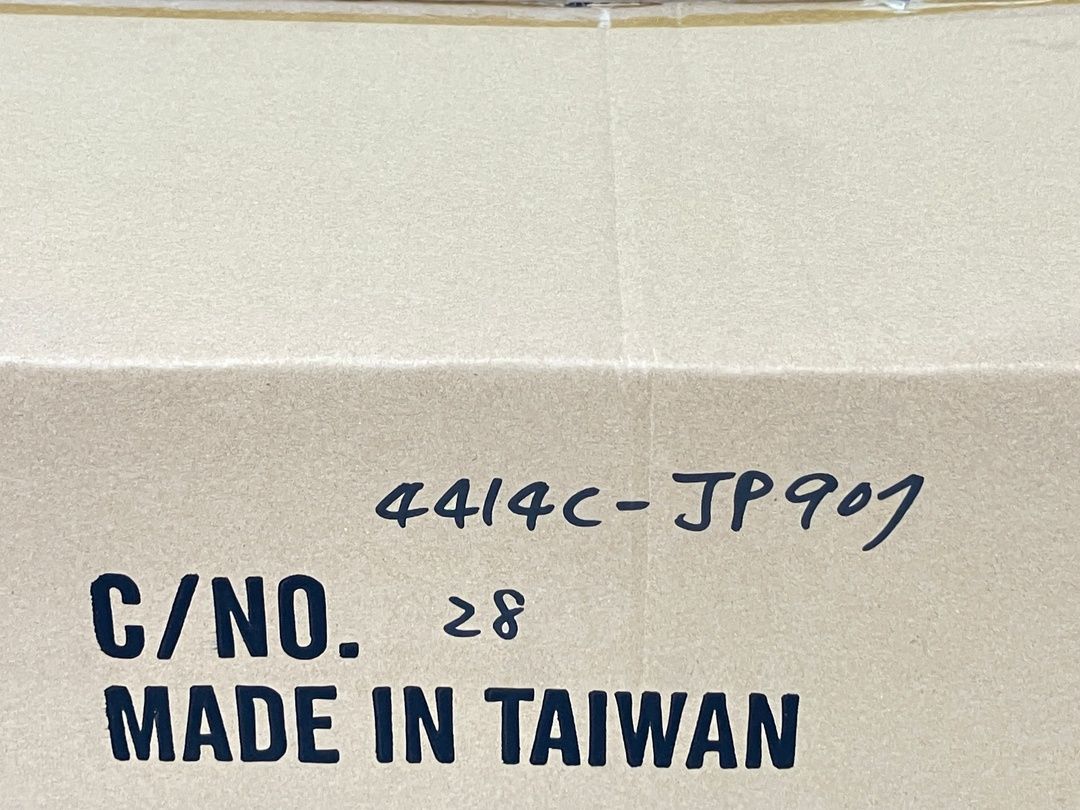 4414C-JP907
C/NO. 28
MADE IN TAIWAN